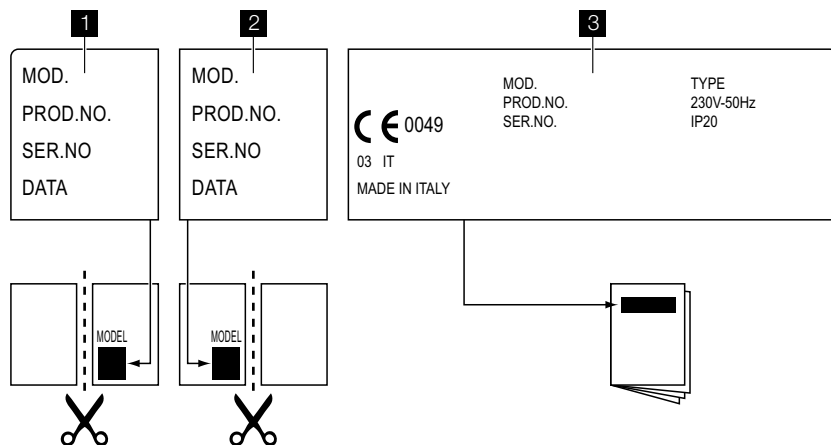 1
2
3
MOD.
PROD.NO.
SER.NO
DATA
MOD.
PROD.NO.
SER.NO
DATA
MOD.
PROD.NO.
SER.NO.
TYPE
230V-50Hz
IP20
CE 0049
03 IT
MADE IN ITALY
MODEL
MODEL